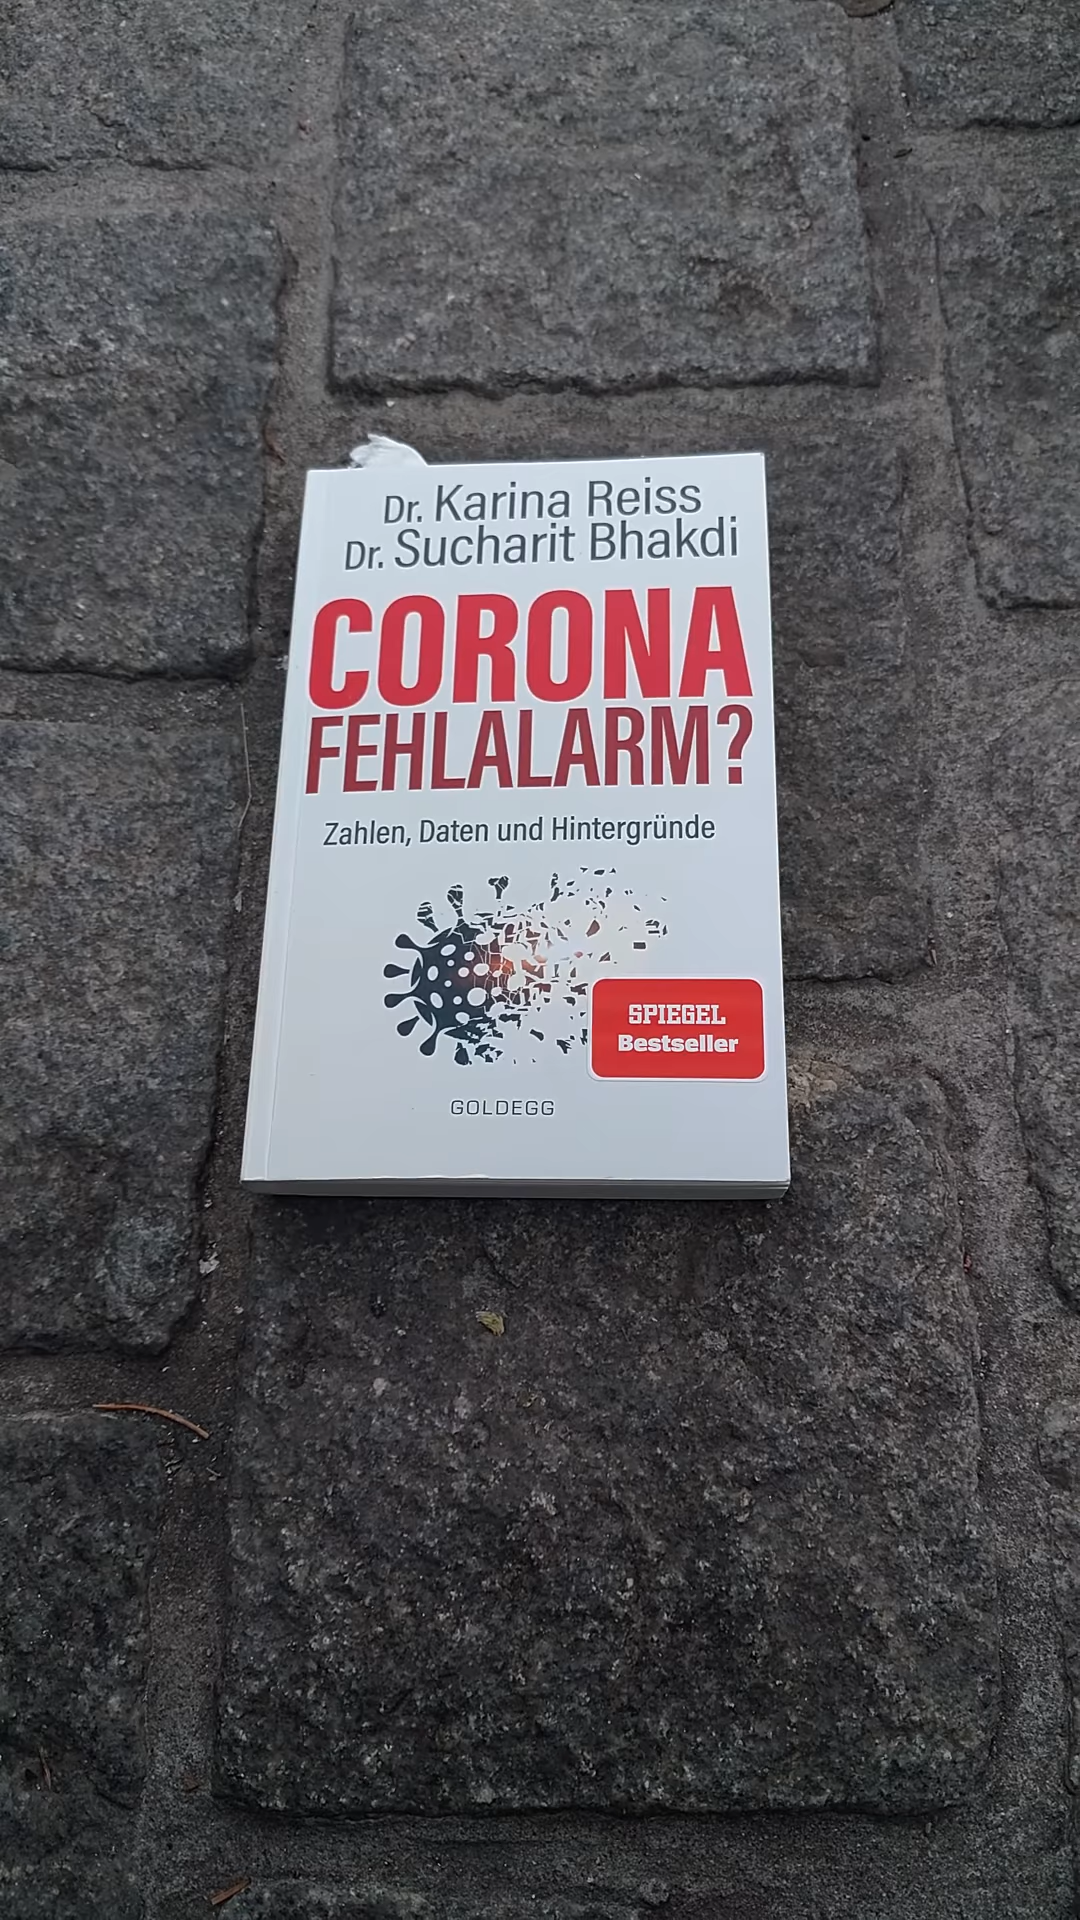 Dr. Karina Reiss
Dr. Sucharit Bhakdi
CORONA
FEHLALARM?
Zahlen, Daten und Hintergründe
SPIEGEL
Bestseller
GOLDEGG